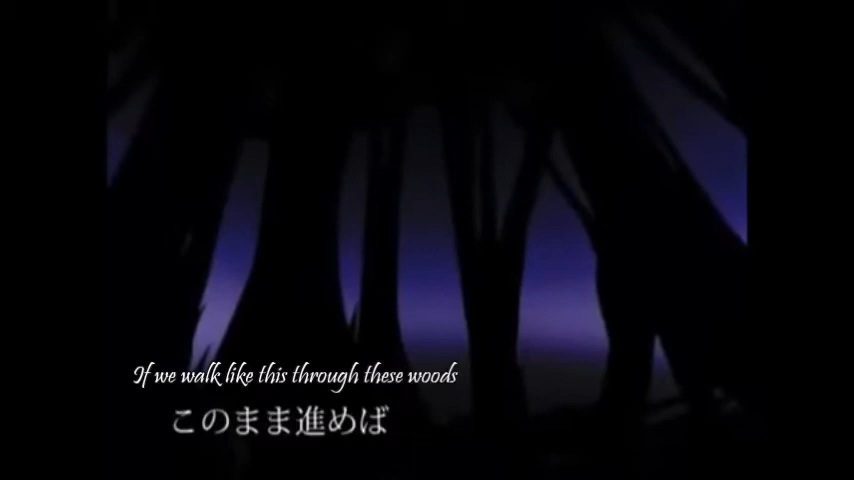 If we walk like this through these woods
このまま進めば